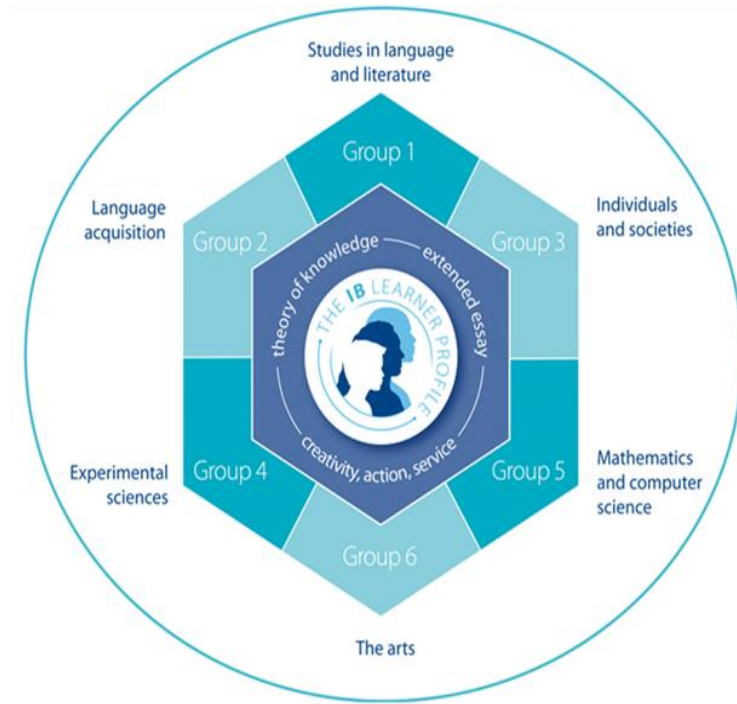 Studies in language
and literature
Group 1
Language
acquisition
Group 2
Individuals
and societies
Group 3
theory of knowledge
extended essay
THE IB LEARNER PROFILE
creativity, action, service
Experimental
sciences
Group 4
Group 5
Mathematics
and computer
science
Group 6
The arts